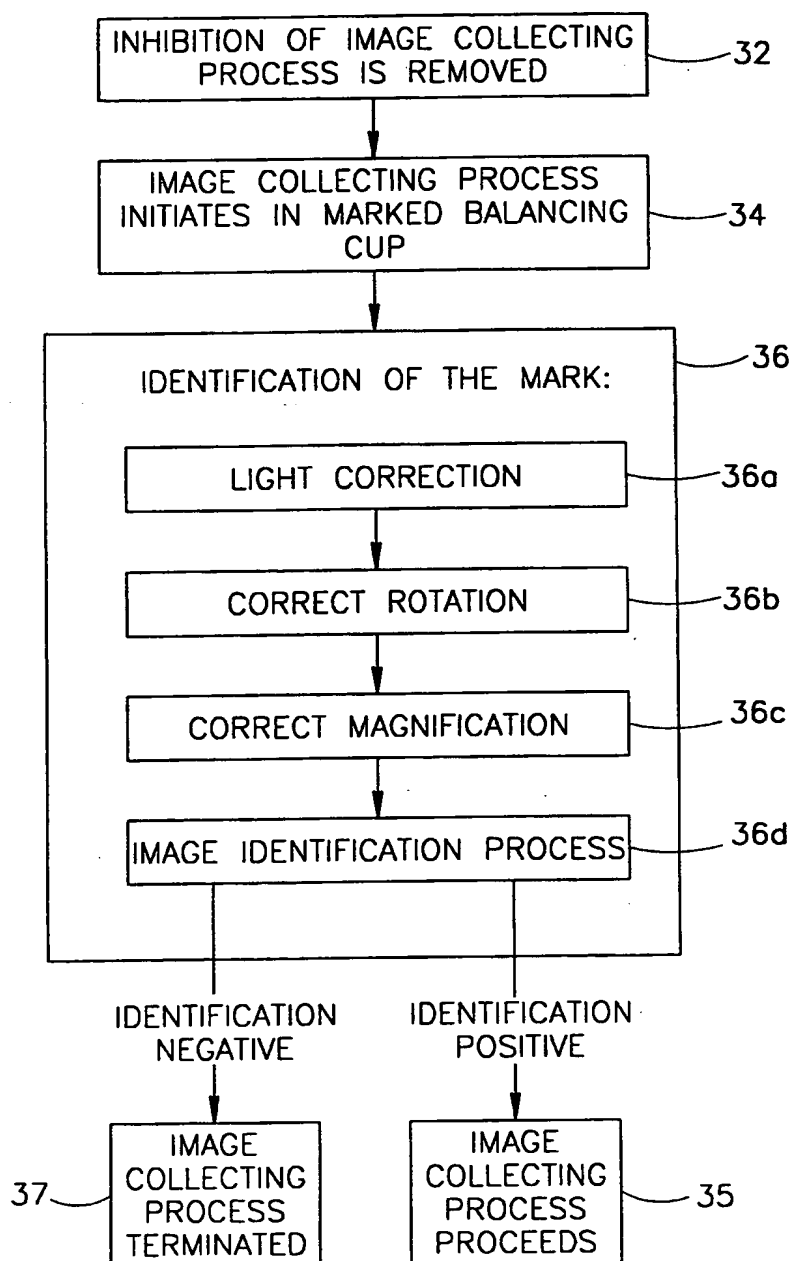 INHIBITION OF IMAGE COLLECTING
PROCESS IS REMOVED
32
IMAGE COLLECTING PROCESS
INITIATES IN MARKED BALANCING
CUP
34
36
IDENTIFICATION OF THE MARK:
LIGHT CORRECTION
36a
CORRECT ROTATION
36b
CORRECT MAGNIFICATION
36c
IMAGE IDENTIFICATION PROCESS
36d
IDENTIFICATION
NEGATIVE
IDENTIFICATION
POSITIVE
37
IMAGE
COLLECTING
PROCESS
TERMINATED
IMAGE
COLLECTING
PROCESS
PROCEEDS
35